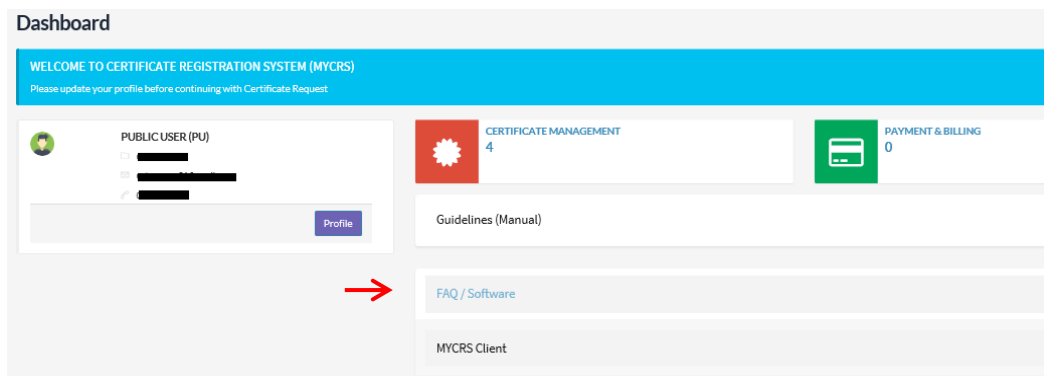 Dashboard
WELCOME TO CERTIFICATE REGISTRATION SYSTEM (MYCRS)
Please update your profile before continuing with Certificate Request
PUBLIC USER (PU)
Profile
CERTIFICATE MANAGEMENT
4
PAYMENT & BILLING
0
Guidelines (Manual)
FAQ / Software
MYCRS Client